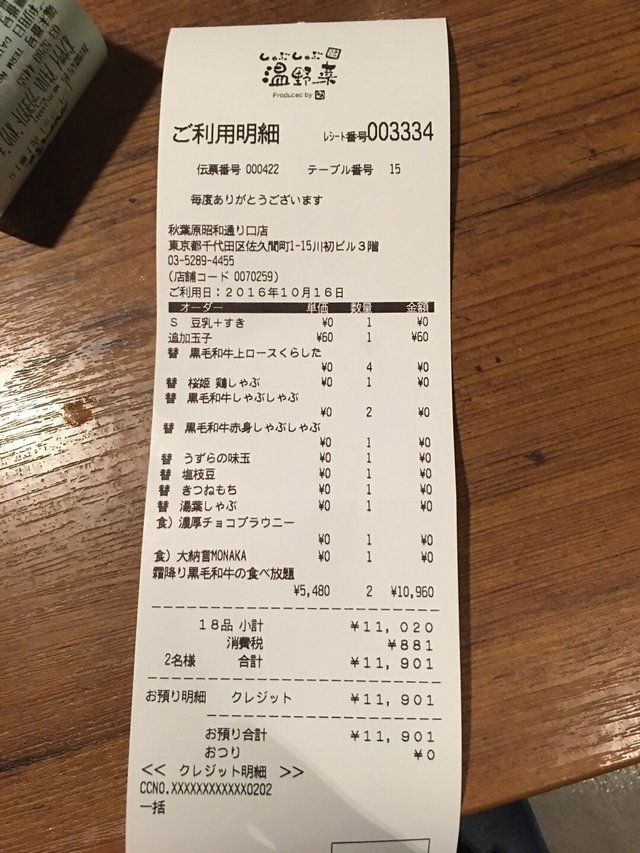 しゃぶしゃぶ
温野菜
Produced by
ご利用明細 レシート番号003334
伝票番号 000422 テーブル番号 15
毎度ありがとうございます
秋葉原昭和通り口店
東京都千代田区佐久間町1-15川初ビル３階
03-5289-4455
(店舗コード 0070259)
ご利用日：２０１６年１０月１６日
オーダー 単価 数量 金額
Ｓ 豆乳＋すき ¥0 1 ¥0
追加玉子 ¥60 1 ¥60
替 黒毛和牛上ロースくらした
¥0 4 ¥0
替 桜姫 鶏しゃぶ ¥0 1 ¥0
替 黒毛和牛しゃぶしゃぶ
¥0 2 ¥0
替 黒毛和牛赤身しゃぶしゃぶ
¥0 1 ¥0
替 うずらの味玉 ¥0 1 ¥0
替 塩枝豆 ¥0 1 ¥0
替 きつねもち ¥0 1 ¥0
替 湯葉しゃぶ ¥0 1 ¥0
食）濃厚チョコブラウニー
¥0 1 ¥0
食）大納言MONAKA ¥0 1 ¥0
霜降り黒毛和牛の食べ放題
¥5,480 2 ¥10,960
１８品 小計 ￥１１，０２０
消費税 ￥８８１
2名様 合計 ￥１１，９０１
お預り明細 クレジット ￥１１，９０１
お預り合計 ￥１１，９０１
おつり ￥０
<< クレジット明細 >>
CCNO.XXXXXXXXXXXX0202
一括